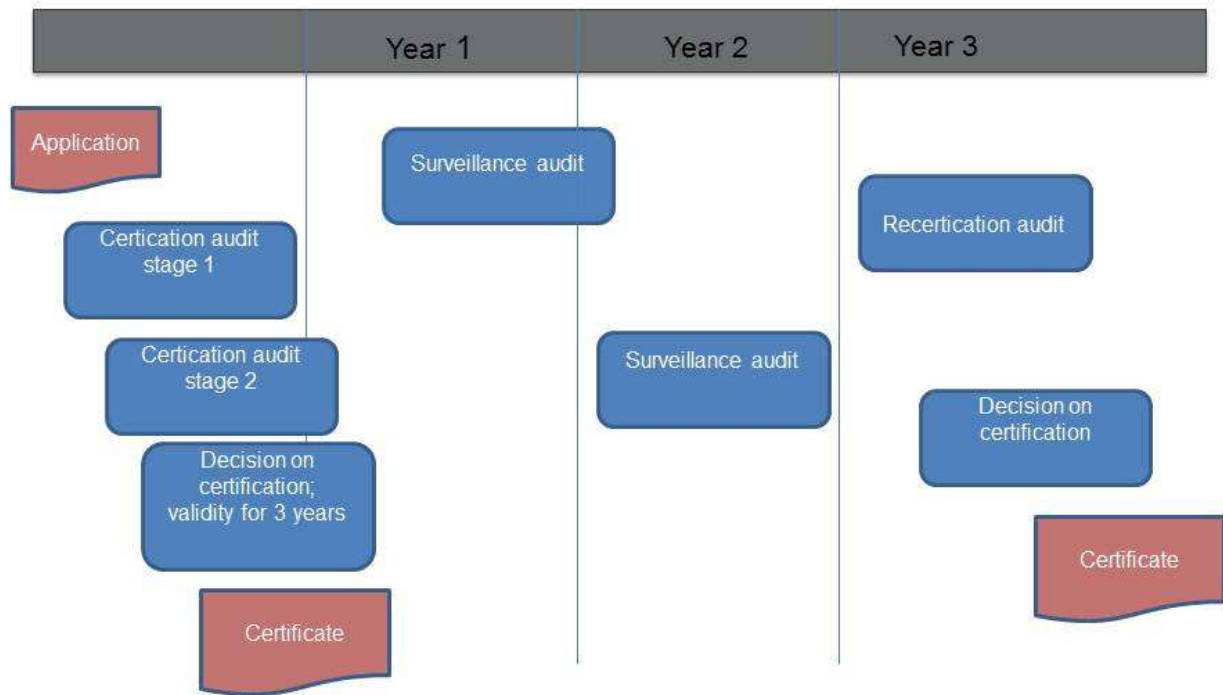 Year 1
Year 2
Year 3
Application
Certication audit
stage 1
Certication audit
stage 2
Decision on
certification;
validity for 3 years
Certificate
Surveillance audit
Surveillance audit
Recertication audit
Decision on
certification
Certificate